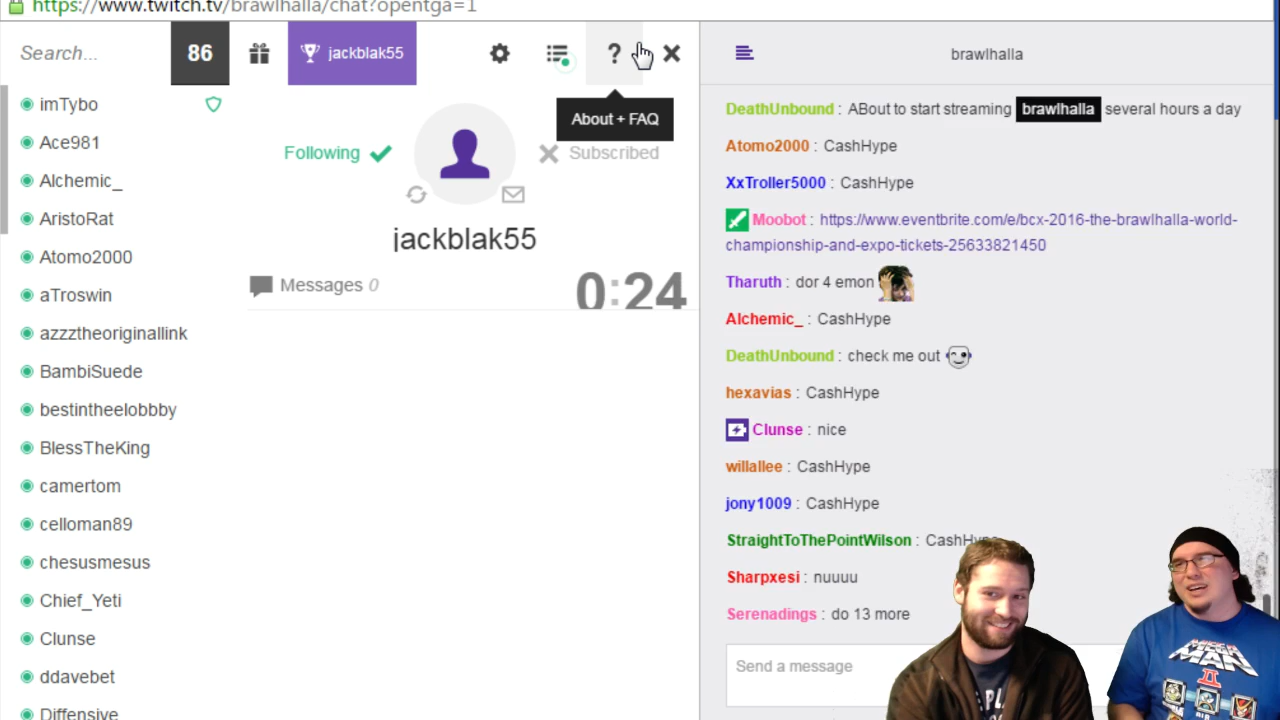 https://www.twitch.tv/brawlhalla/chat?opentga=1
Search...
86
jackblak55
?
About + FAQ
imTybo
Ace981
Alchemic_
AristoRat
Atomo2000
aTroswin
azzztheoriginallink
BambiSuede
bestintheelobbby
BlessTheKing
camertom
celloman89
chesusmesus
Chief_Yeti
Clunse
ddavebet
Diffensive
Following
Subscribed
jackblak55
Messages 0
0:24
brawlhalla
DeathUnbound : ABout to start streaming brawlhalla several hours a day
Atomo2000 : CashHype
XxTroller5000 : CashHype
Moobot : https://www.eventbrite.com/e/bcx-2016-the-brawlhalla-world-
championship-and-expo-tickets-25633821450
Tharuth : dor 4 emon
Alchemic_ : CashHype
DeathUnbound : check me out
hexavias : CashHype
Clunse : nice
willallee : CashHype
jony1009 : CashHype
StraightToThePointWilson : CashHype
Sharpxesi : nuuuu
Serenadings : do 13 more
Send a message
MEGA
MAN
II